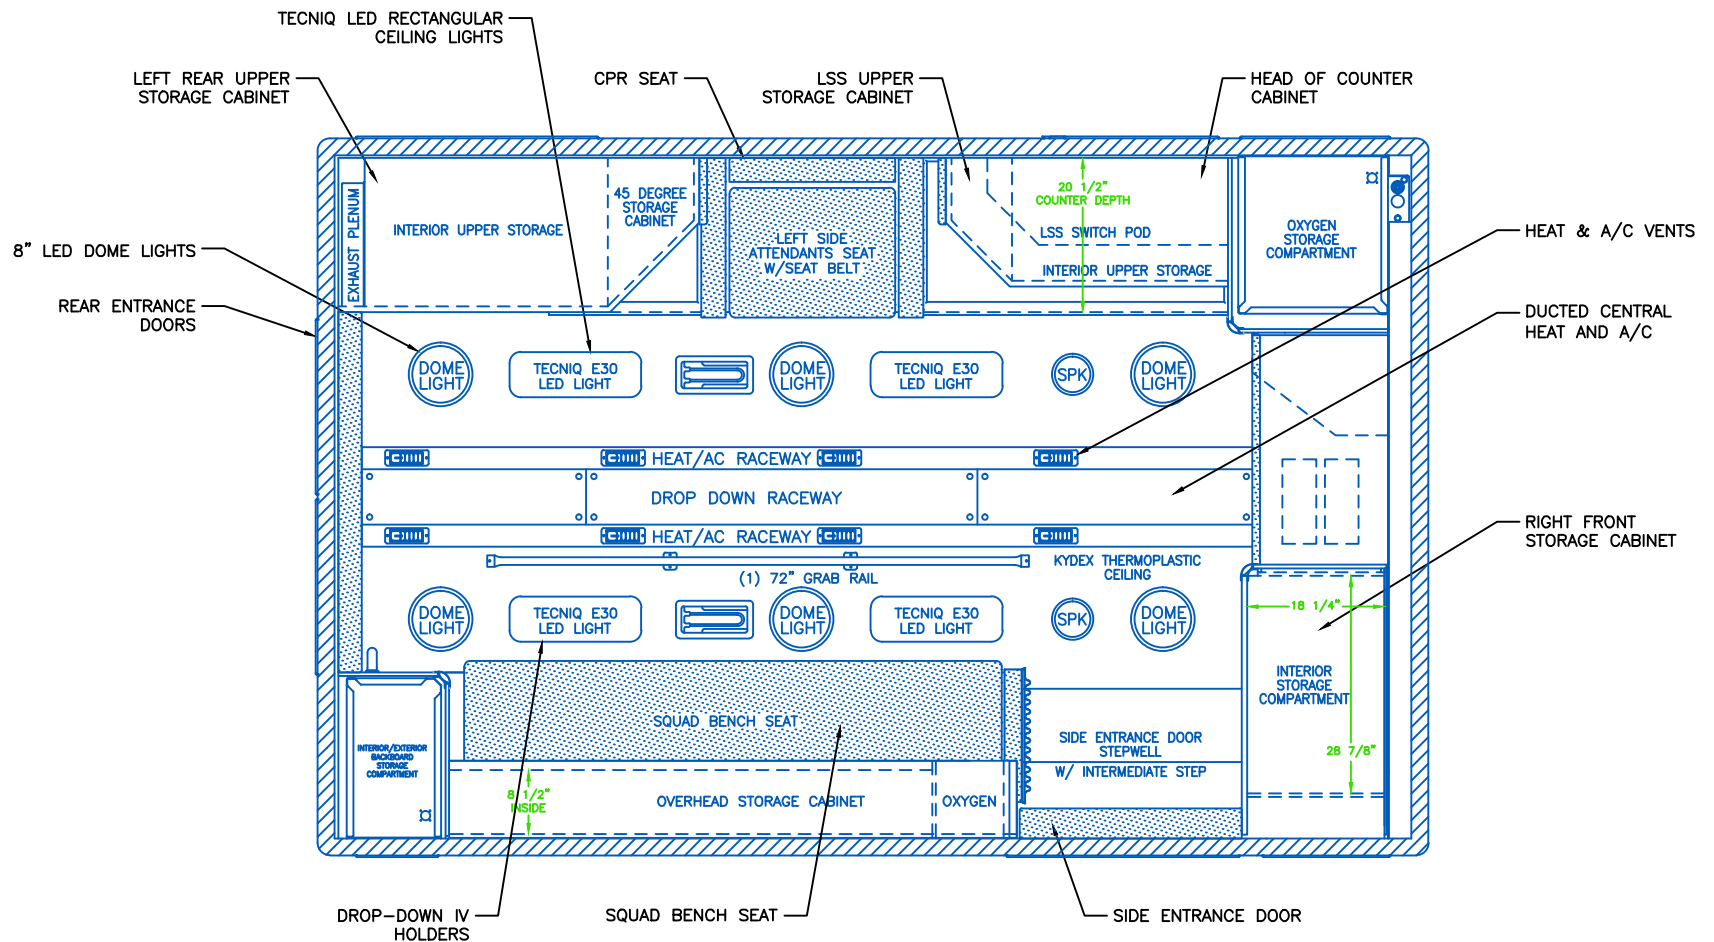 TECNIQ LED RECTANGULAR
CEILING LIGHTS
LEFT REAR UPPER
STORAGE CABINET
CPR SEAT
LSS UPPER
STORAGE CABINET
HEAD OF COUNTER
CABINET
8" LED DOME LIGHTS
REAR ENTRANCE
DOORS
EXHAUST PLENUM
INTERIOR UPPER STORAGE
45 DEGREE
STORAGE
CABINET
LEFT SIDE
ATTENDANTS SEAT
W/SEAT BELT
20 1/2"
COUNTER DEPTH
LSS SWITCH POD
INTERIOR UPPER STORAGE
OXYGEN
STORAGE
COMPARTMENT
HEAT & A/C VENTS
DUCTED CENTRAL
HEAT AND A/C
DOME
LIGHT
TECNIQ E30
LED LIGHT
DOME
LIGHT
TECNIQ E30
LED LIGHT
SPK
DOME
LIGHT
HEAT/AC RACEWAY
DROP DOWN RACEWAY
HEAT/AC RACEWAY
(1) 72" GRAB RAIL
KYDEX THERMOPLASTIC
CEILING
RIGHT FRONT
STORAGE CABINET
DOME
LIGHT
TECNIQ E30
LED LIGHT
DOME
LIGHT
TECNIQ E30
LED LIGHT
SPK
DOME
LIGHT
18 1/4"
INTERIOR
STORAGE
COMPARTMENT
28 7/8"
SQUAD BENCH SEAT
SIDE ENTRANCE DOOR
STEPWELL
W/ INTERMEDIATE STEP
INTERIOR/EXTERIOR
BACKBOARD
STORAGE
COMPARTMENT
8 1/2"
INSIDE
OVERHEAD STORAGE CABINET
OXYGEN
DROP-DOWN IV
HOLDERS
SQUAD BENCH SEAT
SIDE ENTRANCE DOOR